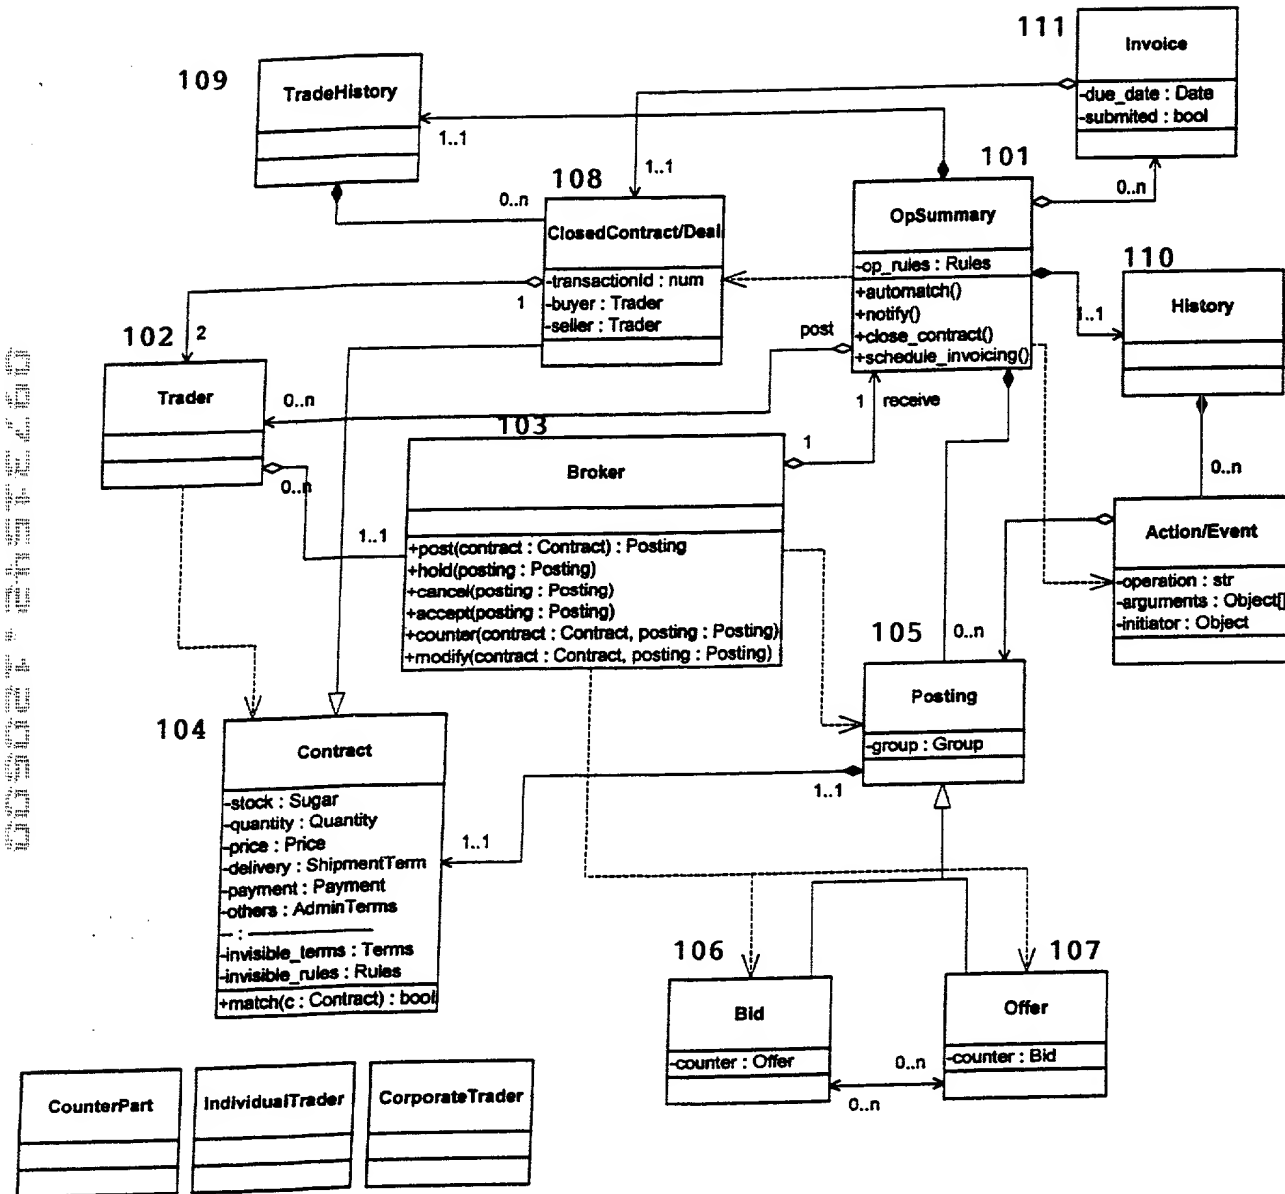 111
Invoice
-due_date : Date
-submited : bool
109
TradeHistory
1..1
0..n
108
ClosedContract/Deal
-transactionId : num
-buyer : Trader
-seller : Trader
1..1
1
2
101
OpSummary
-op_rules : Rules
+automatch()
+notify()
+close_contract()
+schedule_invoicing()
0..n
post
1 receive
110
History
1..1
0..n
102
Trader
0..n
0..n
1..1
103
Broker
1
+post(contract : Contract) : Posting
+hold(posting : Posting)
+cancel(posting : Posting)
+accept(posting : Posting)
+counter(contract : Contract, posting : Posting)
+modify(contract : Contract, posting : Posting)
Action/Event
-operation : str
-arguments : Object[]
-initiator : Object
105
0..n
Posting
-group : Group
1..1
104
Contract
-stock : Sugar
-quantity : Quantity
-price : Price
-delivery : ShipmentTerm
-payment : Payment
-others : AdminTerms
-invisible_terms : Terms
-invisible_rules : Rules
+match(c : Contract) : bool
1..1
106
Bid
-counter : Offer
107
Offer
-counter : Bid
0..n
0..n
CounterPart
IndividualTrader
CorporateTrader